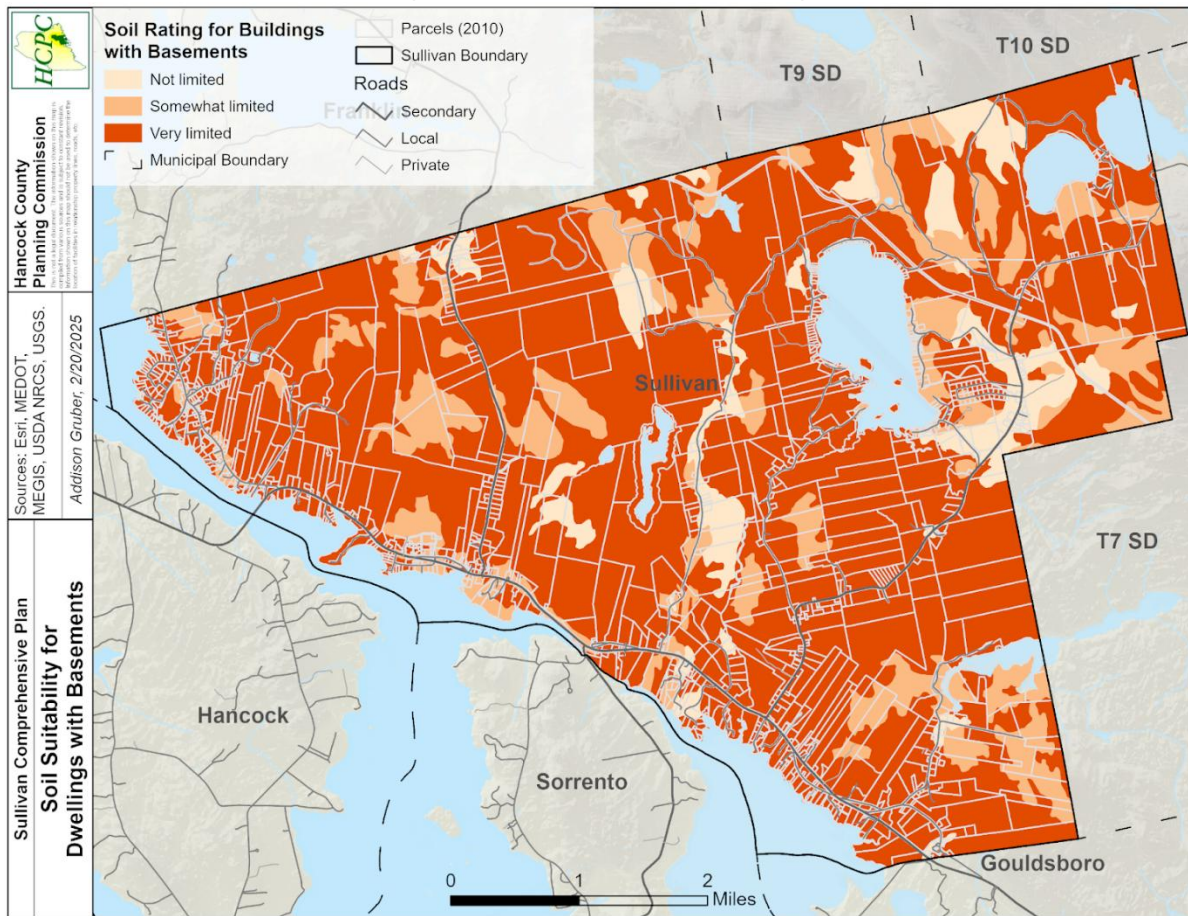 HCPC
Hancock County
Planning Commission
Sources: Esri, MEDOT,
MEGIS, USDA NRCS, USGS.
Addison Gruber, 2/20/2025
Sullivan Comprehensive Plan
Soil Suitability for
Dwellings with Basements
Soil Rating for Buildings
with Basements
Not limited
Somewhat limited
Very limited
Municipal Boundary
Parcels (2010)
Sullivan Boundary
Roads
Secondary
Local
Private
Franklin
T9 SD
T10 SD
Sullivan
T7 SD
Hancock
Sorrento
Gouldsboro
0 1 2
Miles